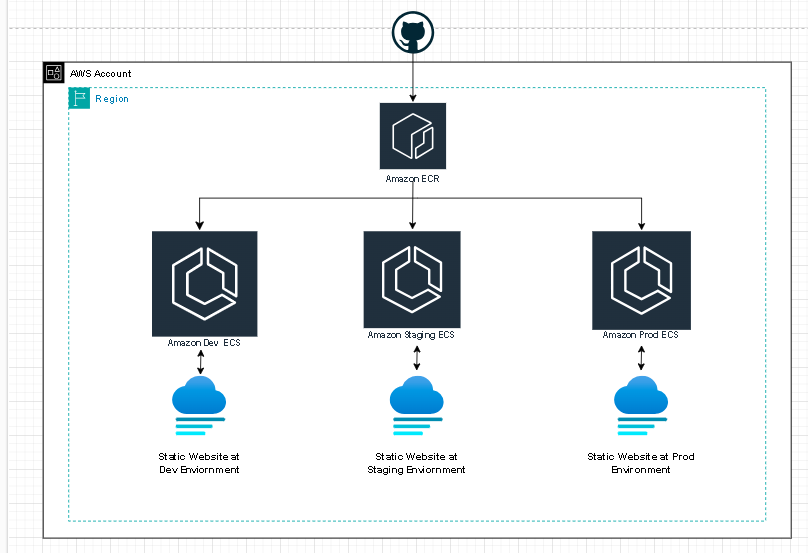 AWS Account
Region
Amazon ECR
Amazon Dev ECS
Amazon Staging ECS
Amazon Prod ECS
Static Website at
Dev Enviornment
Static Website at
Staging Enviornment
Static Website at Prod
Environment